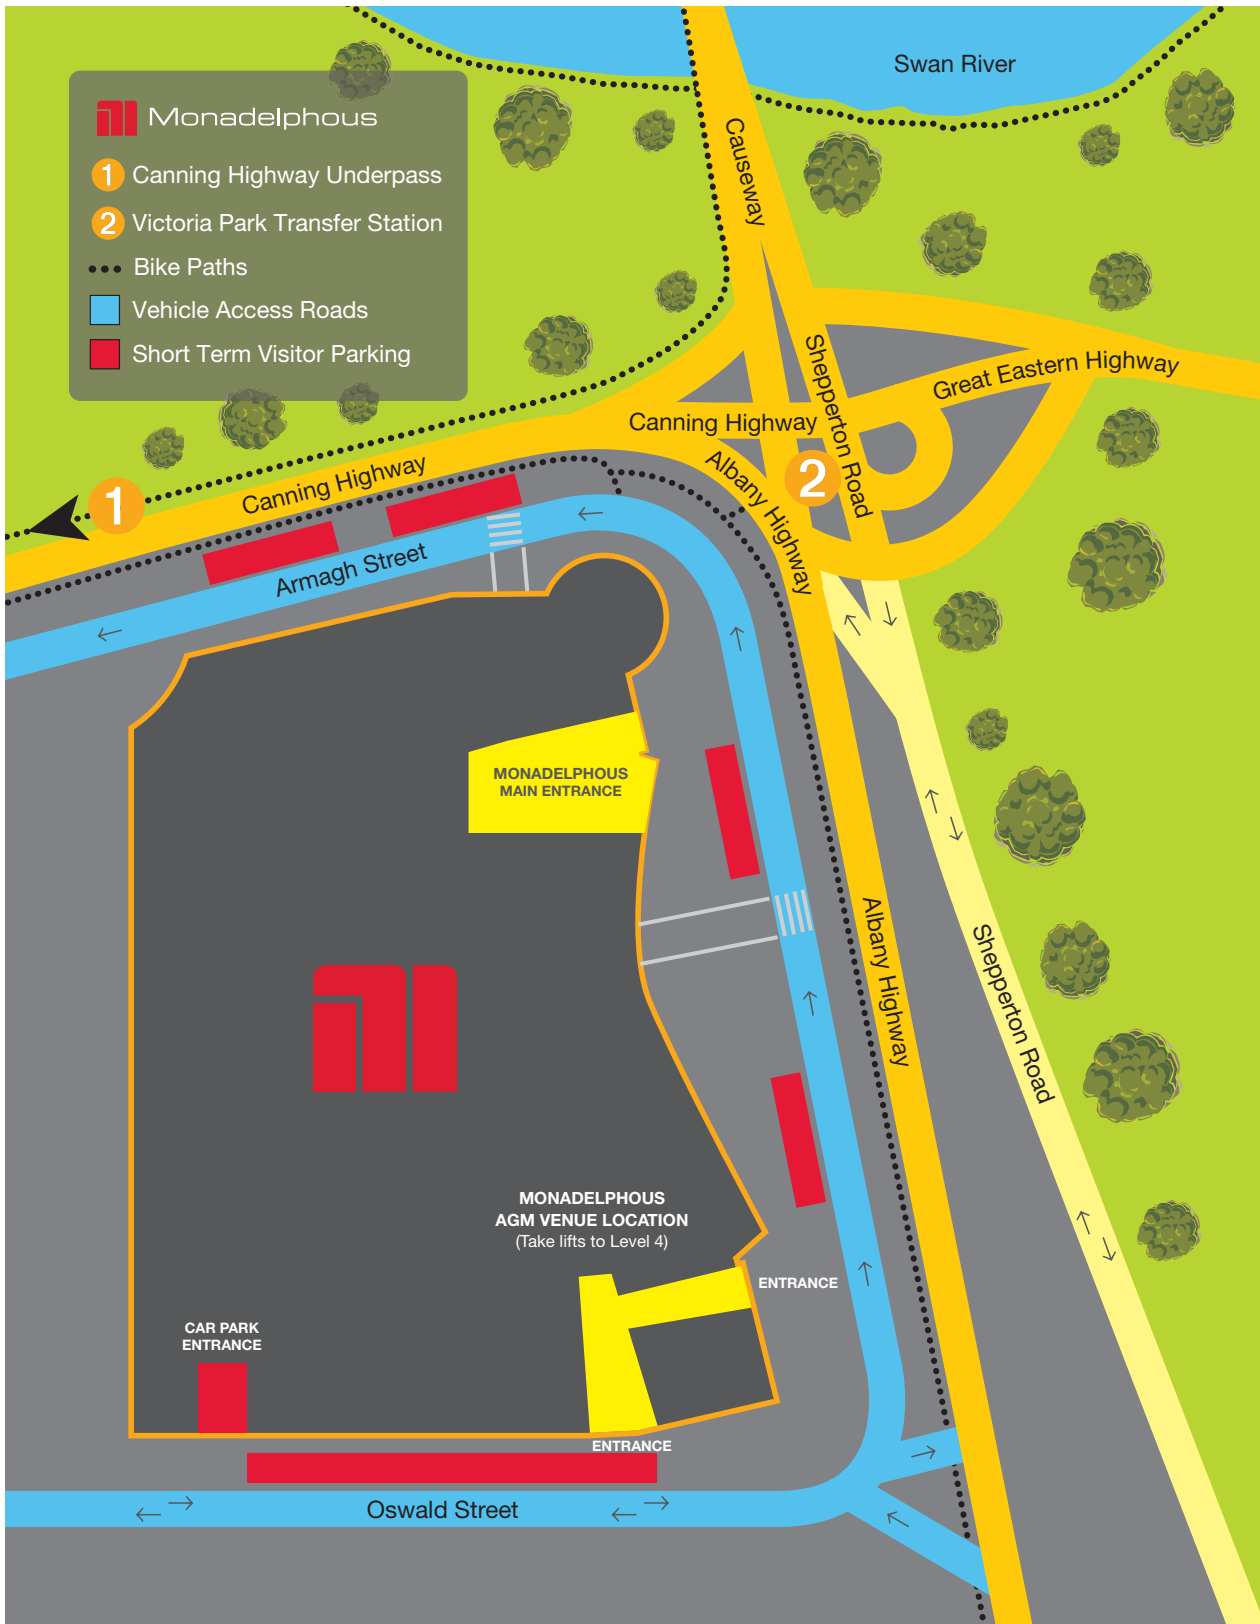 Swan River
Monadelphous
1 Canning Highway Underpass
2 Victoria Park Transfer Station
Bike Paths
Vehicle Access Roads
Short Term Visitor Parking
Causeway
Shepperton Road
Great Eastern Highway
Canning Highway
Albany Highway
2
Canning Highway
1
Armagh Street
MONADELPHOUS
MAIN ENTRANCE
Albany Highway
Shepperton Road
MONADELPHOUS
AGM VENUE LOCATION
(Take lifts to Level 4)
ENTRANCE
CAR PARK
ENTRANCE
ENTRANCE
Oswald Street